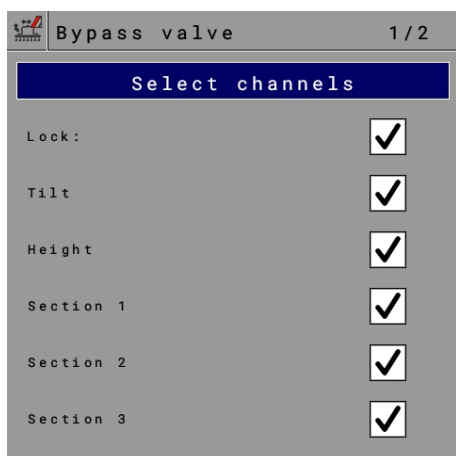 Bypass valve 1/2
Select channels
Lock:
Tilt
Height
Section 1
Section 2
Section 3